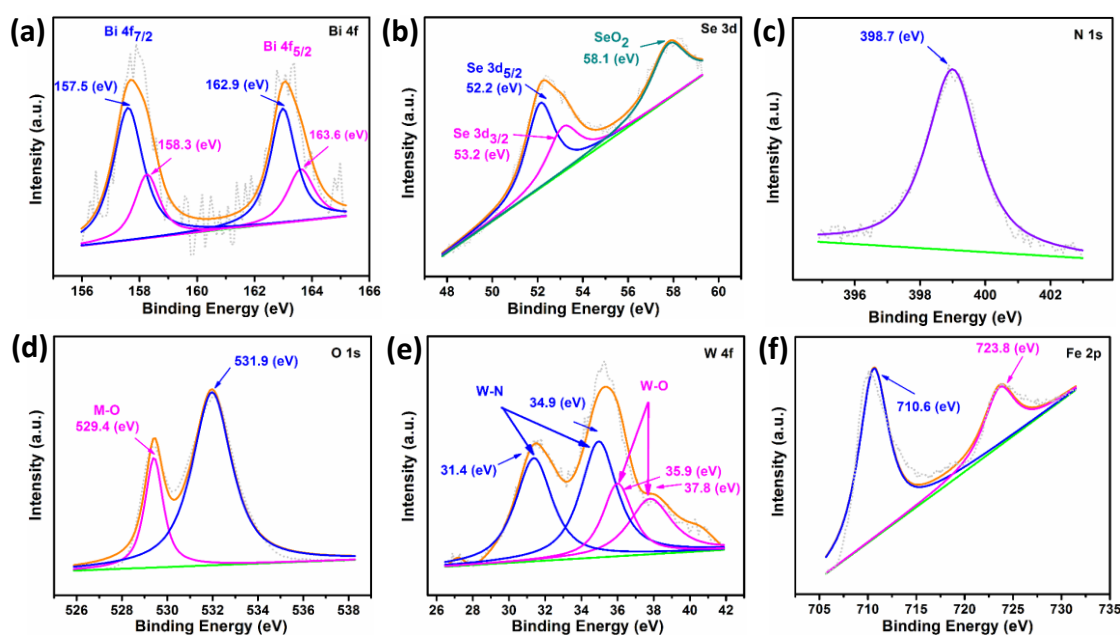 (a)
Bi 4f7/2
Bi 4f
Bi 4f5/2
157.5 (eV)
162.9 (eV)
158.3 (eV)
163.6 (eV)
Intensity (a.u.)
156 158 160 162 164 166
Binding Energy (eV)
(b)
Se 3d
SeO2
58.1 (eV)
Se 3d5/2
52.2 (eV)
Se 3d3/2
53.2 (eV)
Intensity (a.u.)
48 50 52 54 56 58 60
Binding Energy (eV)
(c)
N 1s
398.7 (eV)
Intensity (a.u.)
396 398 400 402
Binding Energy (eV)
(d)
O 1s
531.9 (eV)
M-O
529.4 (eV)
Intensity (a.u.)
526 528 530 532 534 536 538
Binding Energy (eV)
(e)
W 4f
W-N
34.9 (eV)
W-O
31.4 (eV)
35.9 (eV)
37.8 (eV)
Intensity (a.u.)
26 28 30 32 34 36 38 40 42
Binding Energy (eV)
(f)
723.8 (eV)
Fe 2p
710.6 (eV)
Intensity (a.u.)
705 710 715 720 725 730 735
Binding Energy (eV)